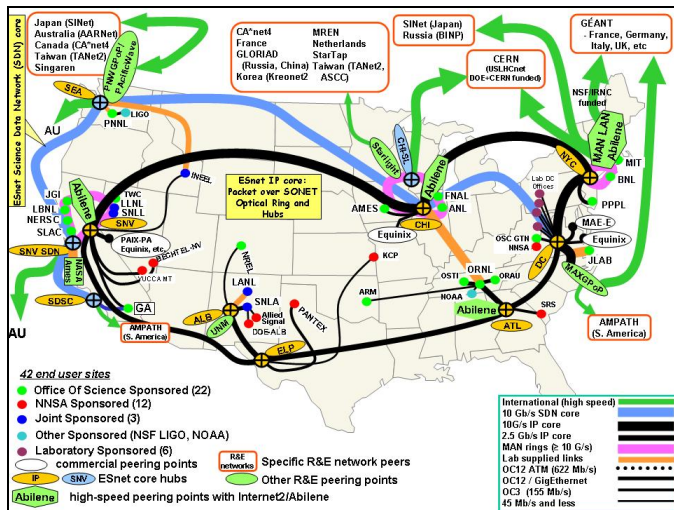 ESnet Science Data Network (SDN) core
Japan (SINet)
Australia (AARNet)
Canada (CA*net4
Taiwan (TANet2)
Singaren
PNWGPoP/
PAcificWave
CA*net4
France
GLORIAD
(Russia, China)
Korea (Kreonet2
MREN
Netherlands
StarTap
Taiwan (TANet2,
ASCC)
SINet (Japan)
Russia (BINP)
CERN
(USLHCnet
DOE+CERN funded)
GÉANT
- France, Germany,
Italy, UK, etc
NSF/IRNC
funded
SEA
AU
PNNL
LIGO
INEEL
ESnet IP core:
Packet over SONET
Optical Ring and
Hubs
Starlight
CHI-SL
Abilene
FNAL
ANL
AMES
CHI
Equinix
NYC
MAN LAN
Abilene
MIT
BNL
PPPL
Lab DC
Offices
OSC GTN
NNSA
MAE-E
Equinix
JLAB
DC
MAXGPoP
AMPATH
(S. America)
JGI
LBNL
NERSC
SLAC
Abilene
TWC
LLNL
SNLL
SNV
PAIX-PA
Equinix, etc.
SNV SDN
NASA
Ames
BECHTEL-NV
YUCCA MT
SDSC
GA
AU
AMPATH
(S. America)
NREL
LANL
SNLA
Allied
Signal
DOE-ALB
ALB
UNM
PANTEX
ELP
KCP
ARM
ORNL
OSTI
ORAU
NOAA
Abilene
SRS
ATL
42 end user sites
Office Of Science Sponsored (22)
NNSA Sponsored (12)
Joint Sponsored (3)
Other Sponsored (NSF LIGO, NOAA)
Laboratory Sponsored (6)
commercial peering points
IP
SNV
ESnet core hubs
Abilene
high-speed peering points with Internet2/Abilene
R&E
networks
Specific R&E network peers
Other R&E peering points
International (high speed)
10 Gb/s SDN core
10G/s IP core
2.5 Gb/s IP core
MAN rings (≥ 10 G/s)
Lab supplied links
OC12 ATM (622 Mb/s)
OC12 / GigEthernet
OC3 (155 Mb/s)
45 Mb/s and less